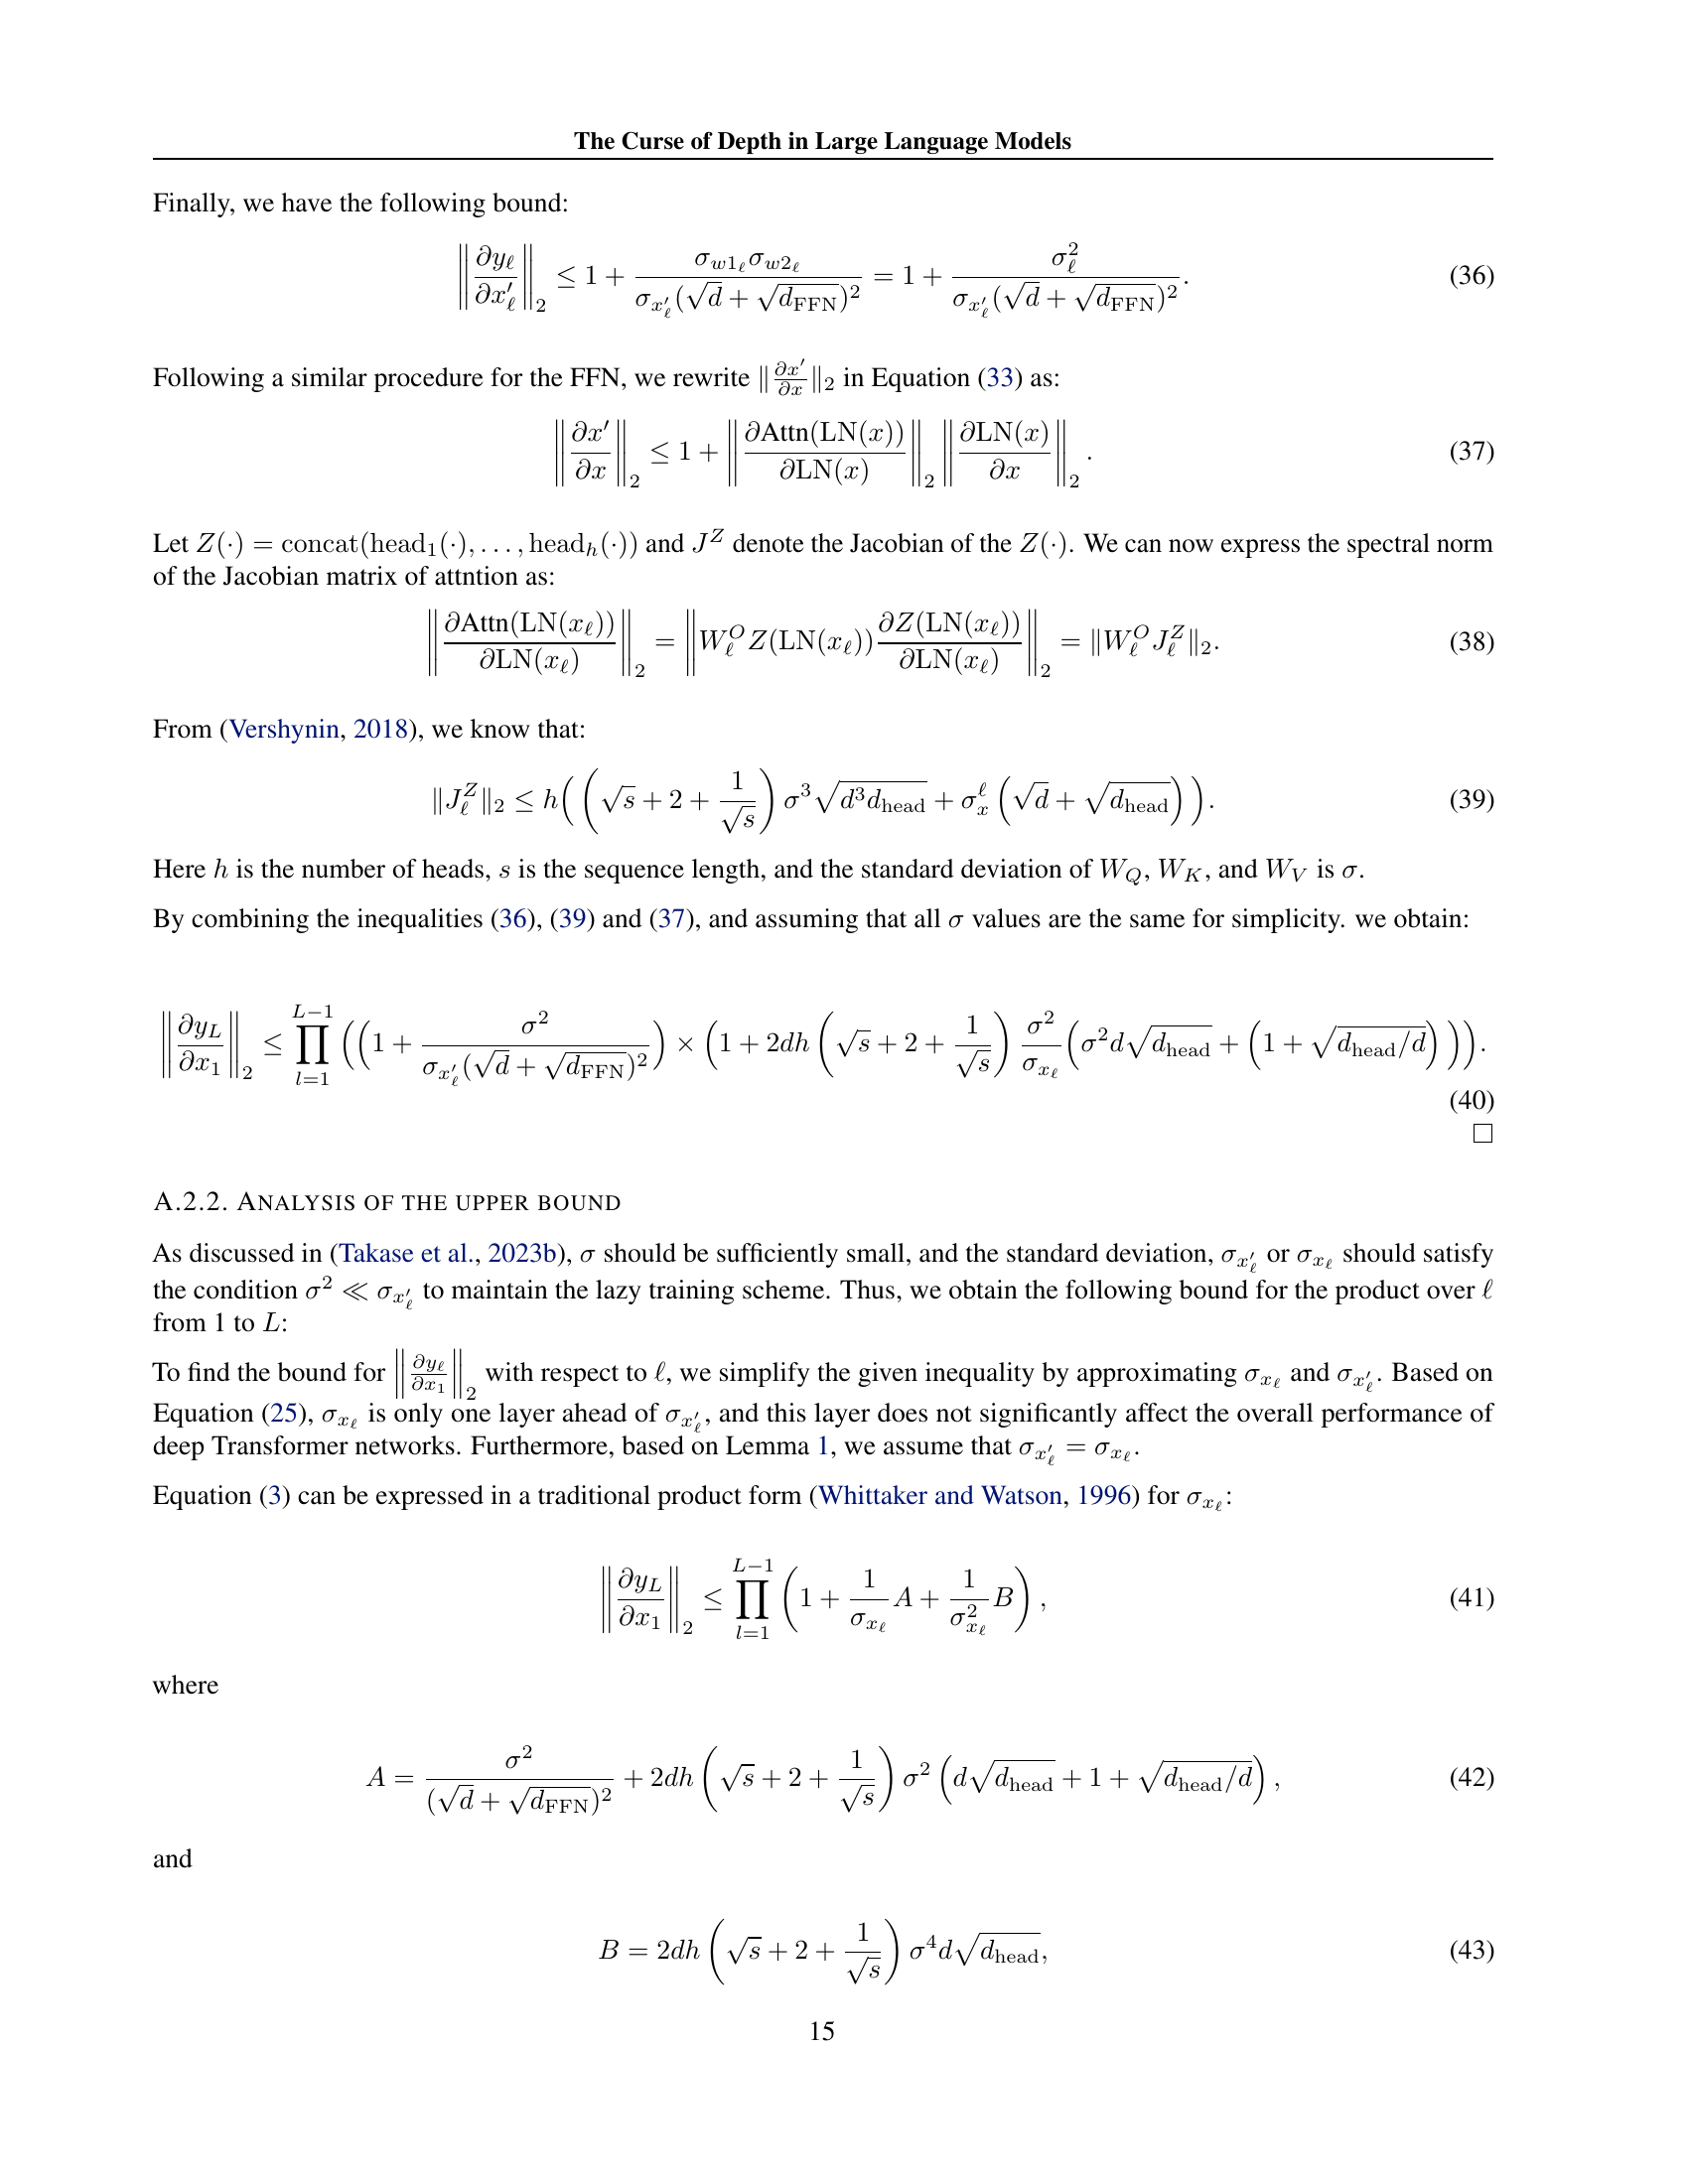 The Curse of Depth in Large Language Models
Finally, we have the following bound:
$$\left\|\frac{\partial y_\ell}{\partial x'_\ell}\right\|_2 \leq 1 + \frac{\sigma_{w1_\ell}\sigma_{w2_\ell}}{\sigma_{x'_\ell}(\sqrt{d}+\sqrt{d_{\mathrm{FFN}}})^2} = 1 + \frac{\sigma_\ell^2}{\sigma_{x'_\ell}(\sqrt{d}+\sqrt{d_{\mathrm{FFN}}})^2}.$$ (36)
Following a similar procedure for the FFN, we rewrite $\|\frac{\partial x'}{\partial x}\|_2$ in Equation (33) as:
$$\left\|\frac{\partial x'}{\partial x}\right\|_2 \leq 1 + \left\|\frac{\partial \mathrm{Attn}(\mathrm{LN}(x))}{\partial \mathrm{LN}(x)}\right\|_2 \left\|\frac{\partial \mathrm{LN}(x)}{\partial x}\right\|_2.$$ (37)
Let $Z(\cdot) = \mathrm{concat}(\mathrm{head}_1(\cdot), \ldots, \mathrm{head}_h(\cdot))$ and $J^Z$ denote the Jacobian of the $Z(\cdot)$. We can now express the spectral norm
of the Jacobian matrix of attntion as:
$$\left\|\frac{\partial \mathrm{Attn}(\mathrm{LN}(x_\ell))}{\partial \mathrm{LN}(x_\ell)}\right\|_2 = \left\|W_\ell^O Z(\mathrm{LN}(x_\ell))\frac{\partial Z(\mathrm{LN}(x_\ell))}{\partial \mathrm{LN}(x_\ell)}\right\|_2 = \|W_\ell^O J_\ell^Z\|_2.$$ (38)
From (Vershynin, 2018), we know that:
$$\|J_\ell^Z\|_2 \leq h\Big(\left(\sqrt{s}+2+\frac{1}{\sqrt{s}}\right)\sigma^3\sqrt{d^3 d_{\mathrm{head}}} + \sigma_x^\ell\left(\sqrt{d}+\sqrt{d_{\mathrm{head}}}\right)\Big).$$ (39)
Here $h$ is the number of heads, $s$ is the sequence length, and the standard deviation of $W_Q$, $W_K$, and $W_V$ is $\sigma$.
By combining the inequalities (36), (39) and (37), and assuming that all $\sigma$ values are the same for simplicity. we obtain:
$$\left\|\frac{\partial y_L}{\partial x_1}\right\|_2 \leq \prod_{l=1}^{L-1}\left(\left(1+\frac{\sigma^2}{\sigma_{x'_\ell}(\sqrt{d}+\sqrt{d_{\mathrm{FFN}}})^2}\right) \times \left(1+2dh\left(\sqrt{s}+2+\frac{1}{\sqrt{s}}\right)\frac{\sigma^2}{\sigma_{x_\ell}}\left(\sigma^2 d\sqrt{d_{\mathrm{head}}}+\left(1+\sqrt{d_{\mathrm{head}}/d}\right)\right)\right)\right).$$
(40)
□
A.2.2. ANALYSIS OF THE UPPER BOUND
As discussed in (Takase et al., 2023b), $\sigma$ should be sufficiently small, and the standard deviation, $\sigma_{x'_\ell}$ or $\sigma_{x_\ell}$ should satisfy
the condition $\sigma^2 \ll \sigma_{x'_\ell}$ to maintain the lazy training scheme. Thus, we obtain the following bound for the product over $\ell$
from 1 to $L$:
To find the bound for $\left\|\frac{\partial y_\ell}{\partial x_1}\right\|_2$ with respect to $\ell$, we simplify the given inequality by approximating $\sigma_{x_\ell}$ and $\sigma_{x'_\ell}$. Based on
Equation (25), $\sigma_{x_\ell}$ is only one layer ahead of $\sigma_{x'_\ell}$, and this layer does not significantly affect the overall performance of
deep Transformer networks. Furthermore, based on Lemma 1, we assume that $\sigma_{x'_\ell} = \sigma_{x_\ell}$.
Equation (3) can be expressed in a traditional product form (Whittaker and Watson, 1996) for $\sigma_{x_\ell}$:
$$\left\|\frac{\partial y_L}{\partial x_1}\right\|_2 \leq \prod_{l=1}^{L-1}\left(1+\frac{1}{\sigma_{x_\ell}}A+\frac{1}{\sigma_{x_\ell}^2}B\right),$$ (41)
where
$$A = \frac{\sigma^2}{(\sqrt{d}+\sqrt{d_{\mathrm{FFN}}})^2}+2dh\left(\sqrt{s}+2+\frac{1}{\sqrt{s}}\right)\sigma^2\left(d\sqrt{d_{\mathrm{head}}}+1+\sqrt{d_{\mathrm{head}}/d}\right),$$ (42)
and
$$B = 2dh\left(\sqrt{s}+2+\frac{1}{\sqrt{s}}\right)\sigma^4 d\sqrt{d_{\mathrm{head}}},$$ (43)
15